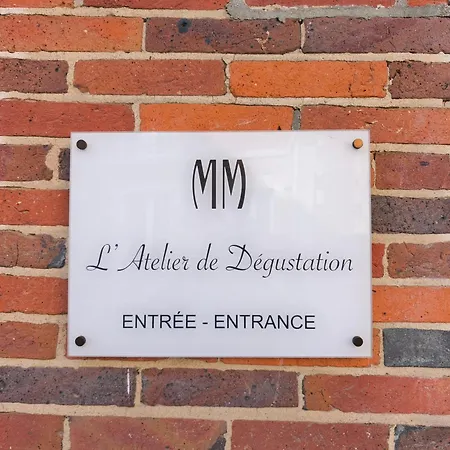 MM
L'Atelier de Dégustation
ENTRÉE - ENTRANCE